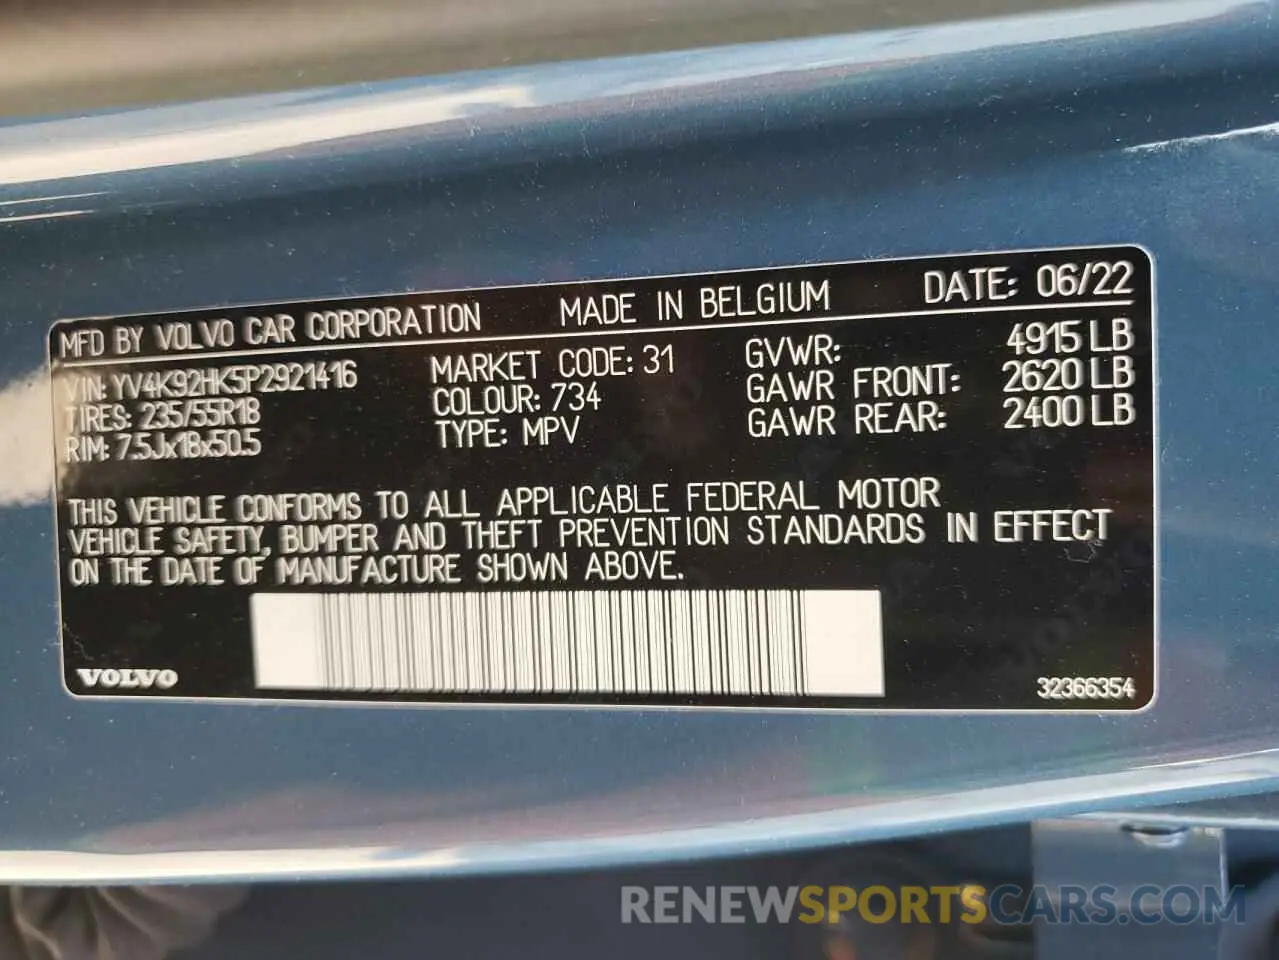 MFD BY VOLVO CAR CORPORATION MADE IN BELGIUM DATE: 06/22
VIN: YV4K92HK5P2921416 MARKET CODE: 31 GVWR: 4915 LB
TIRES: 235/55R18 COLOUR: 734 GAWR FRONT: 2620 LB
RIM: 7.5Jx18x50.5 TYPE: MPV GAWR REAR: 2400 LB
THIS VEHICLE CONFORMS TO ALL APPLICABLE FEDERAL MOTOR
VEHICLE SAFETY, BUMPER AND THEFT PREVENTION STANDARDS IN EFFECT
ON THE DATE OF MANUFACTURE SHOWN ABOVE.
VOLVO 32366354
RENEWSPORTSCARS.COM